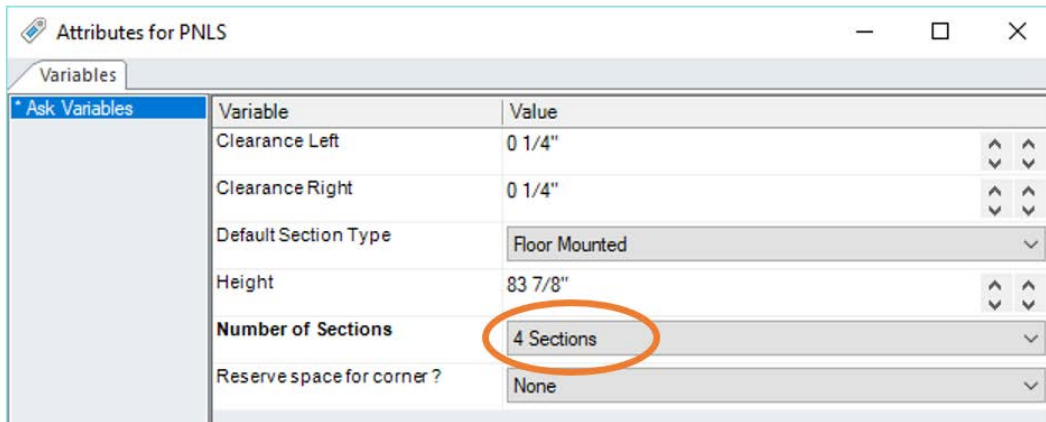 Attributes for PNLS
Variables
* Ask Variables
Variable Value
Clearance Left 0 1/4"
Clearance Right 0 1/4"
Default Section Type Floor Mounted
Height 83 7/8"
Number of Sections 4 Sections
Reserve space for corner? None